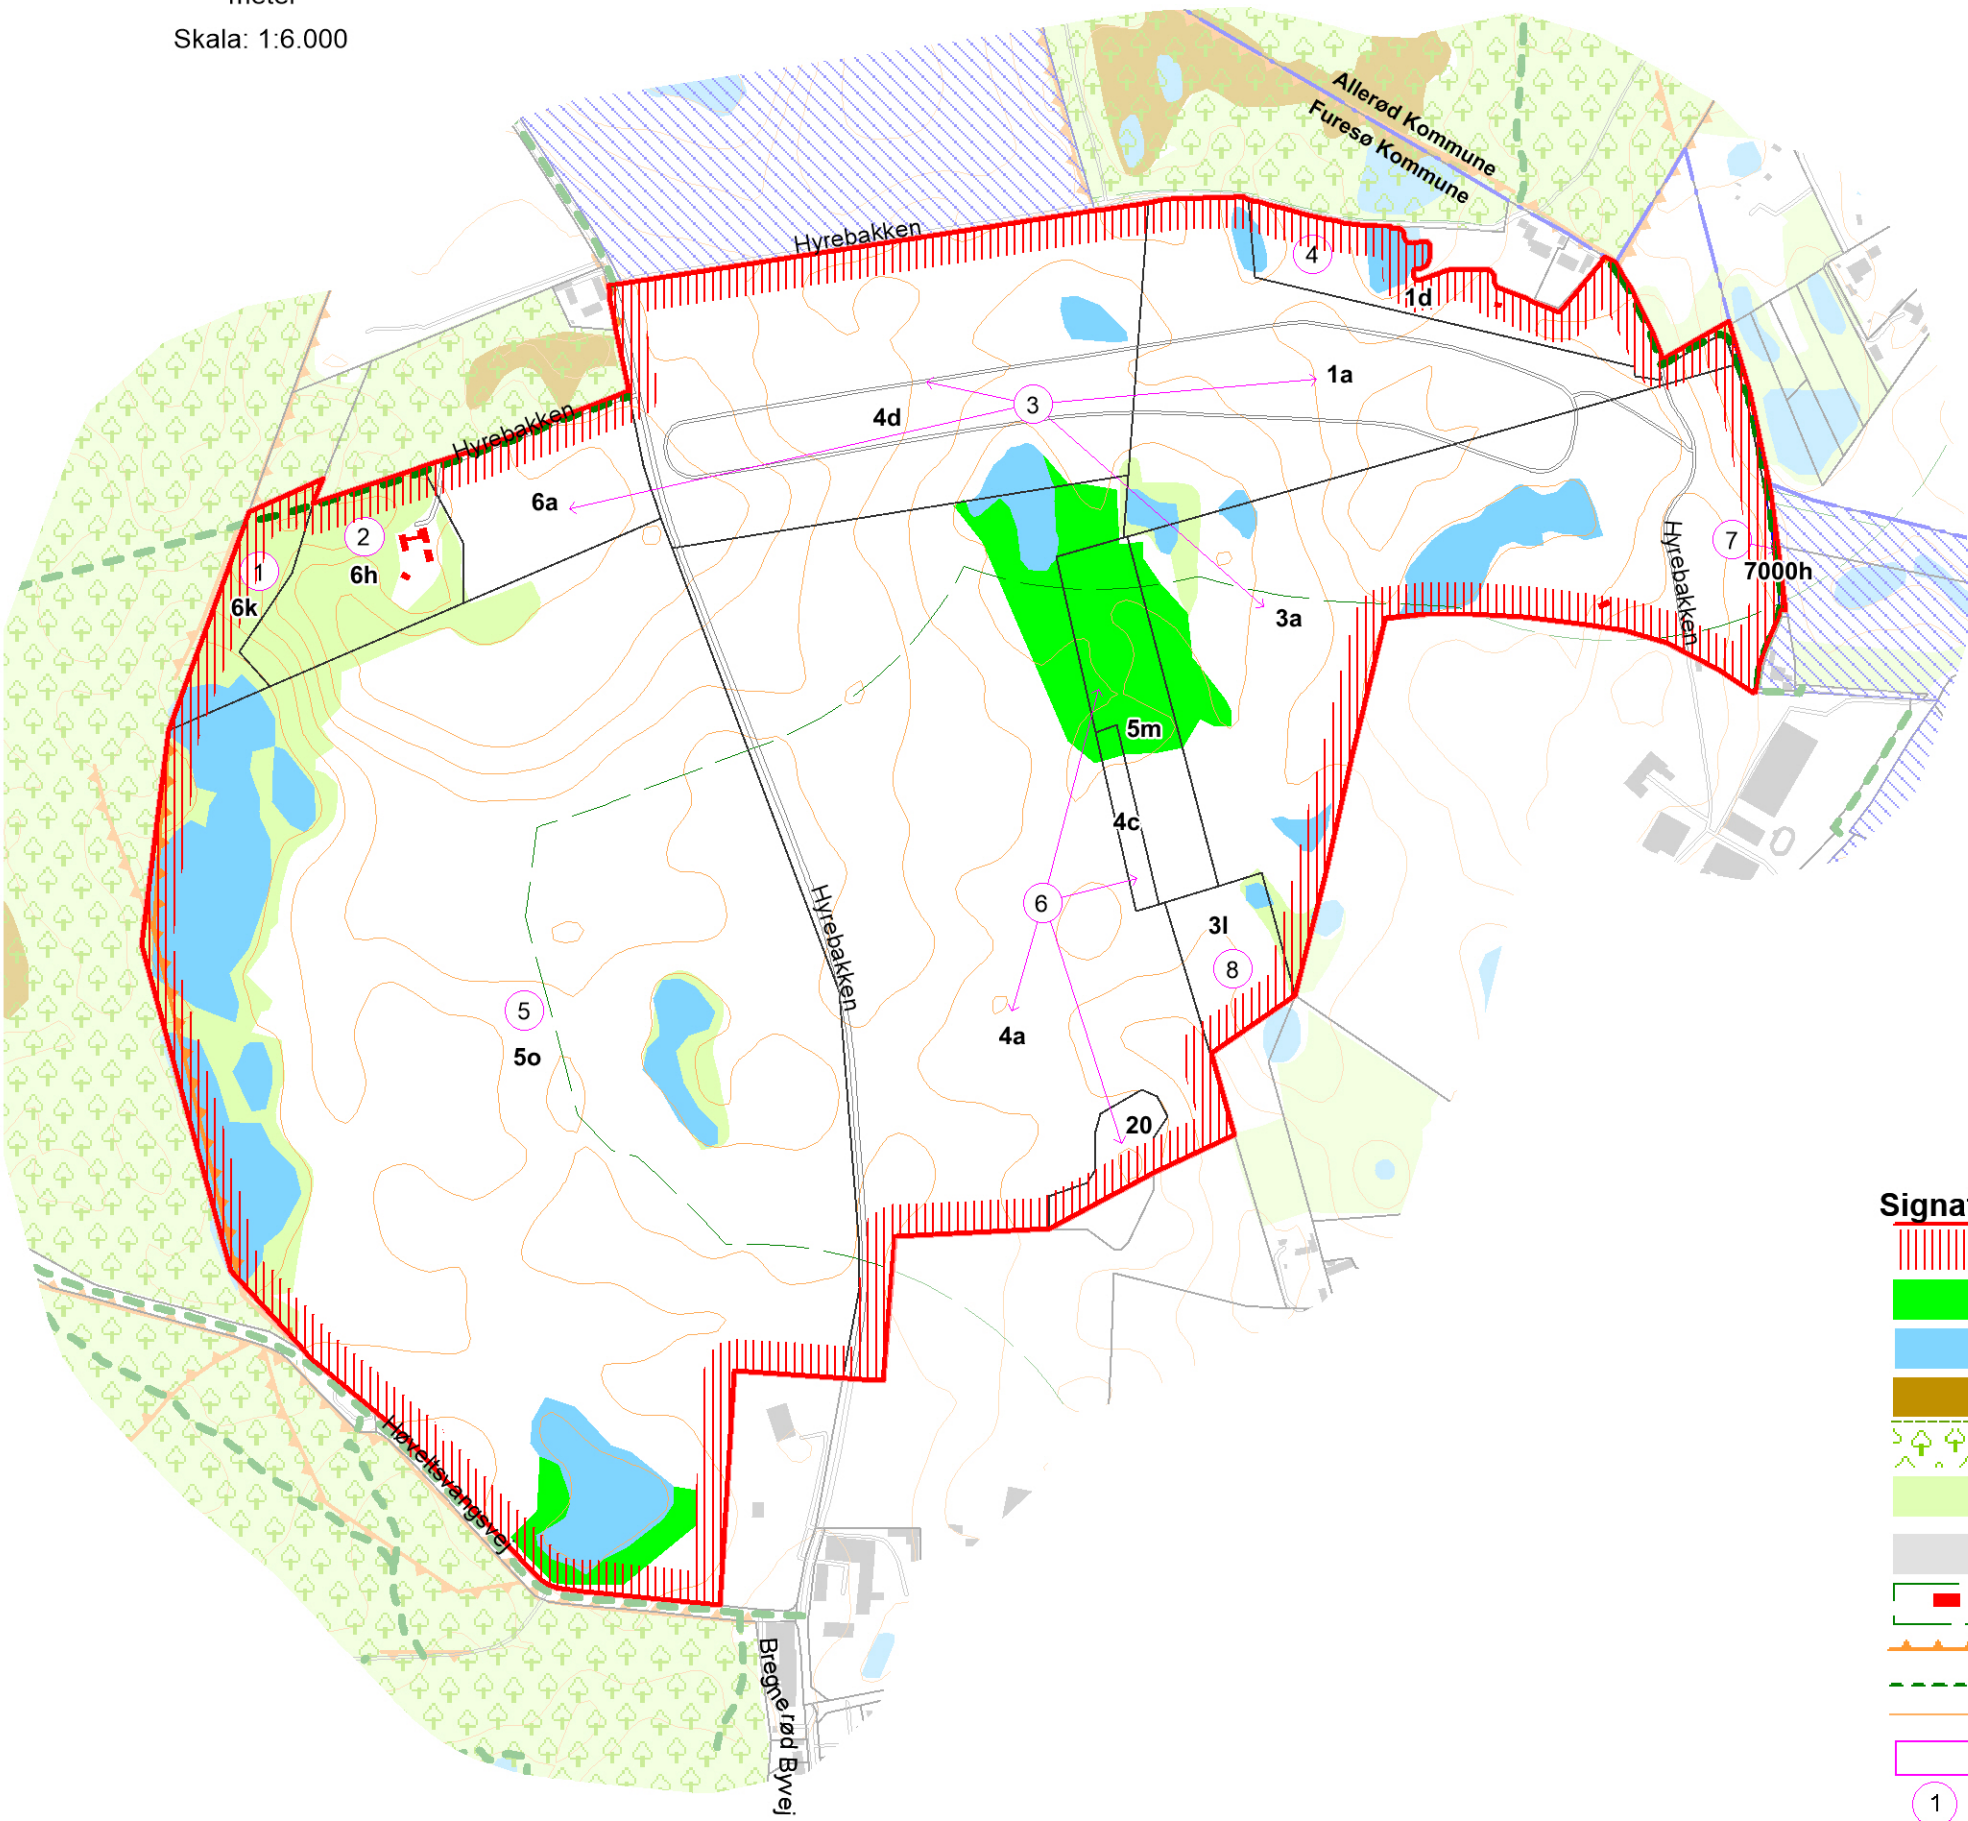 Skala: 1:6.000
Allerød Kommune
Furesø Kommune
Hyrebakken
4
1d
1a
3
4d
Hyrebakken
6a
2
6h
1
6k
7
7000h
Hyrebakken
3a
5m
4c
Hyrebakken
6
3l
8
5
5o
4a
20
Høveltsvangsvej
Bregnerød Byvej
Signa
1